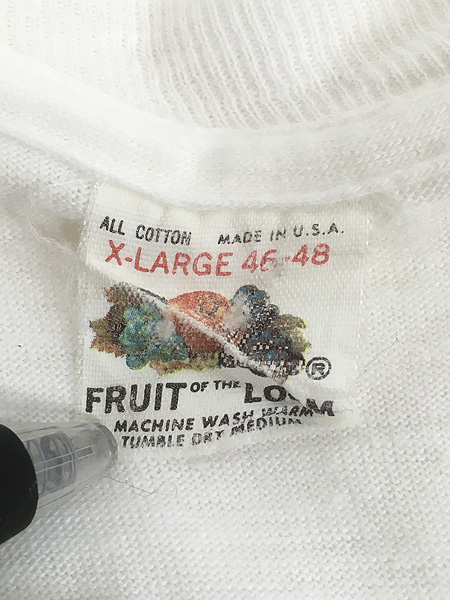 ALL COTTON MADE IN U.S.A.
X-LARGE 46-48
®
FRUIT OF THE LOOM
MACHINE WASH WARM
TUMBLE DRY MEDIUM